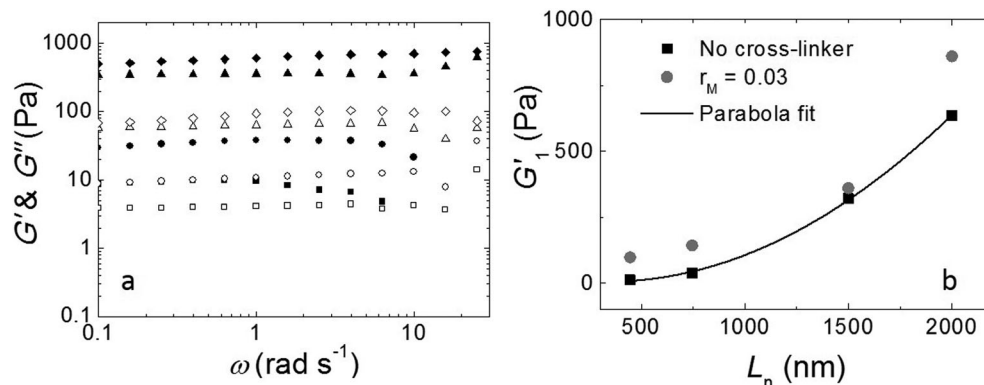 1000
100
10
1
0.1
G′ & G″ (Pa)
a
0.1
1
10
ω (rad s⁻¹)
1000
500
0
G′₁ (Pa)
No cross-linker
r_M = 0.03
Parabola fit
b
500
1000
1500
2000
Lₙ (nm)